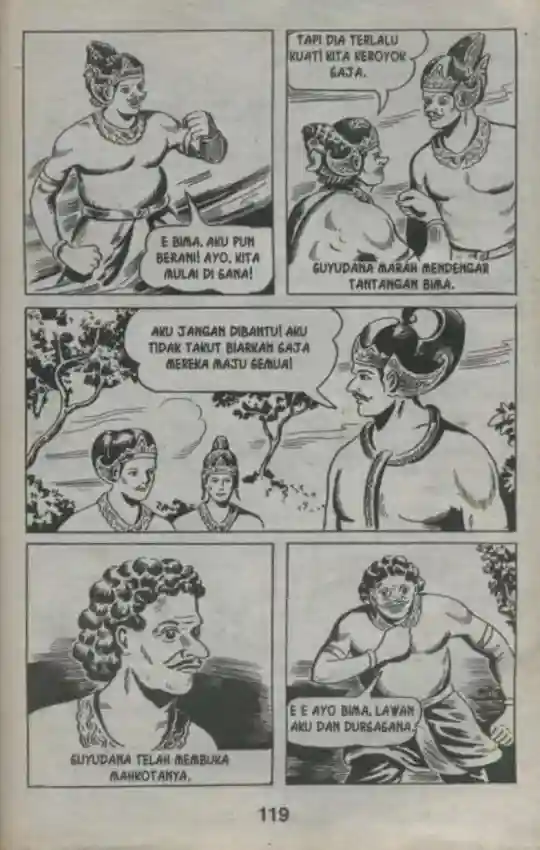 E BIMA, AKU PUN
BERANI! AYO, KITA
MULAI DI SANA!
TAPI DIA TERLALU
KUAT! KITA KEROYOK
SAJA.
SUYUDANA MARAH MENDENGAR
TANTANGAN BIMA.
AKU JANGAN DIBANTU! AKU
TIDAK TAKUT BIARKAN SAJA
MEREKA MAJU SEMUA!
SUYUDANA TELAH MEMBUKA
MAHKOTANYA.
E E AYO BIMA, LAWAN
AKU DAN DURSASANA.
119